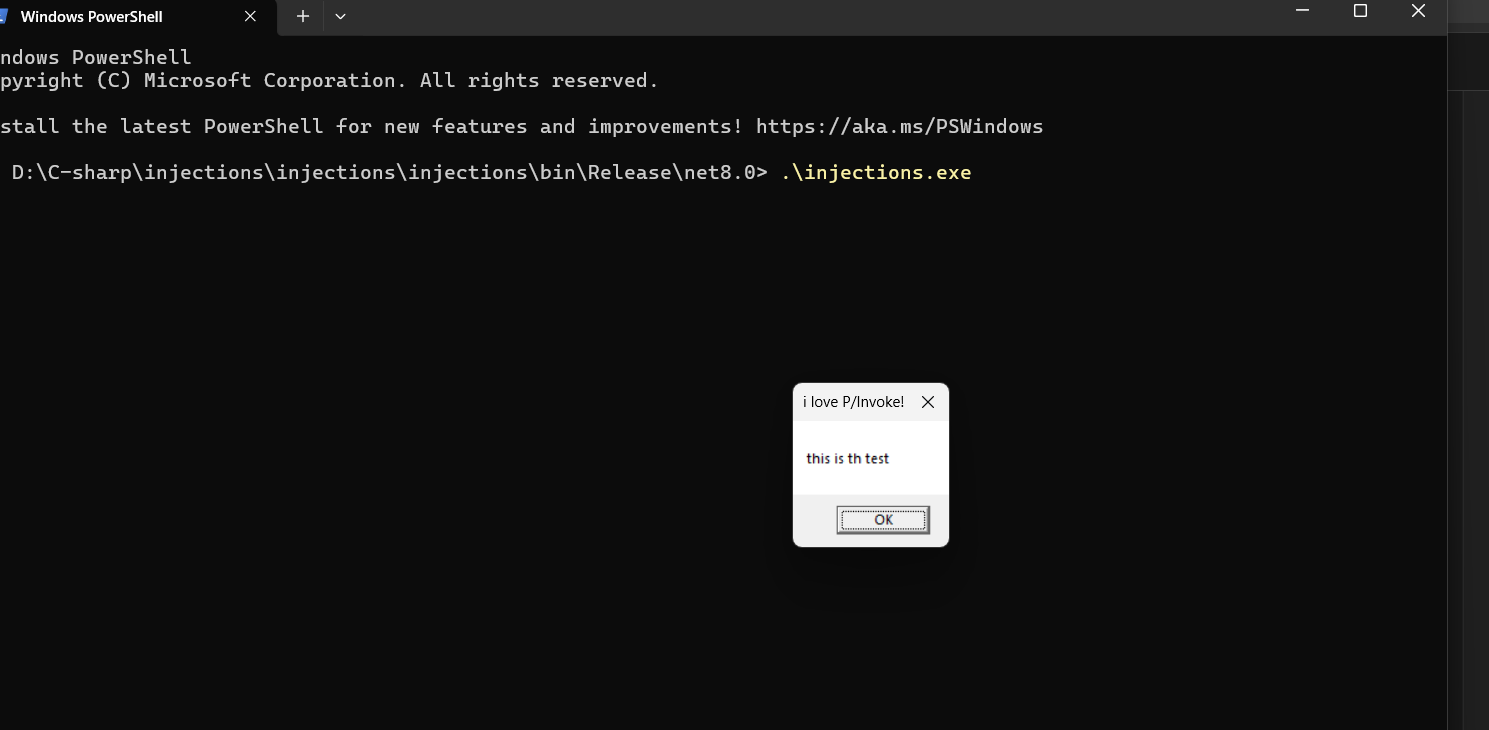 Windows PowerShell
ndows PowerShell
pyright (C) Microsoft Corporation. All rights reserved.
stall the latest PowerShell for new features and improvements! https://aka.ms/PSWindows
D:\C-sharp\injections\injections\injections\bin\Release\net8.0> .\injections.exe
i love P/Invoke!
this is th test
OK